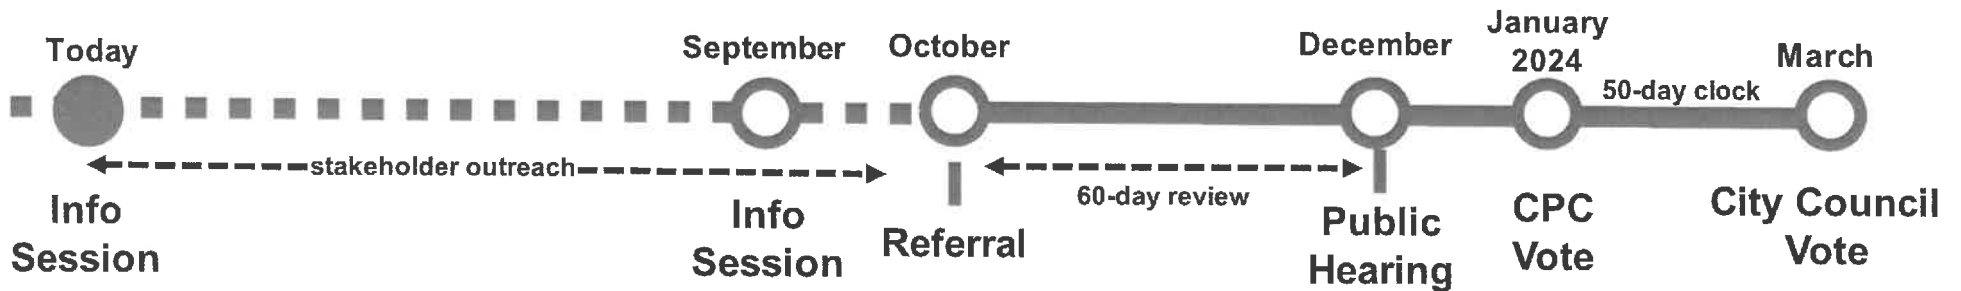 Today
September
October
December
January
2024
March
50-day clock
stakeholder outreach
60-day review
Info
Session
Info
Session
Referral
Public
Hearing
CPC
Vote
City Council
Vote